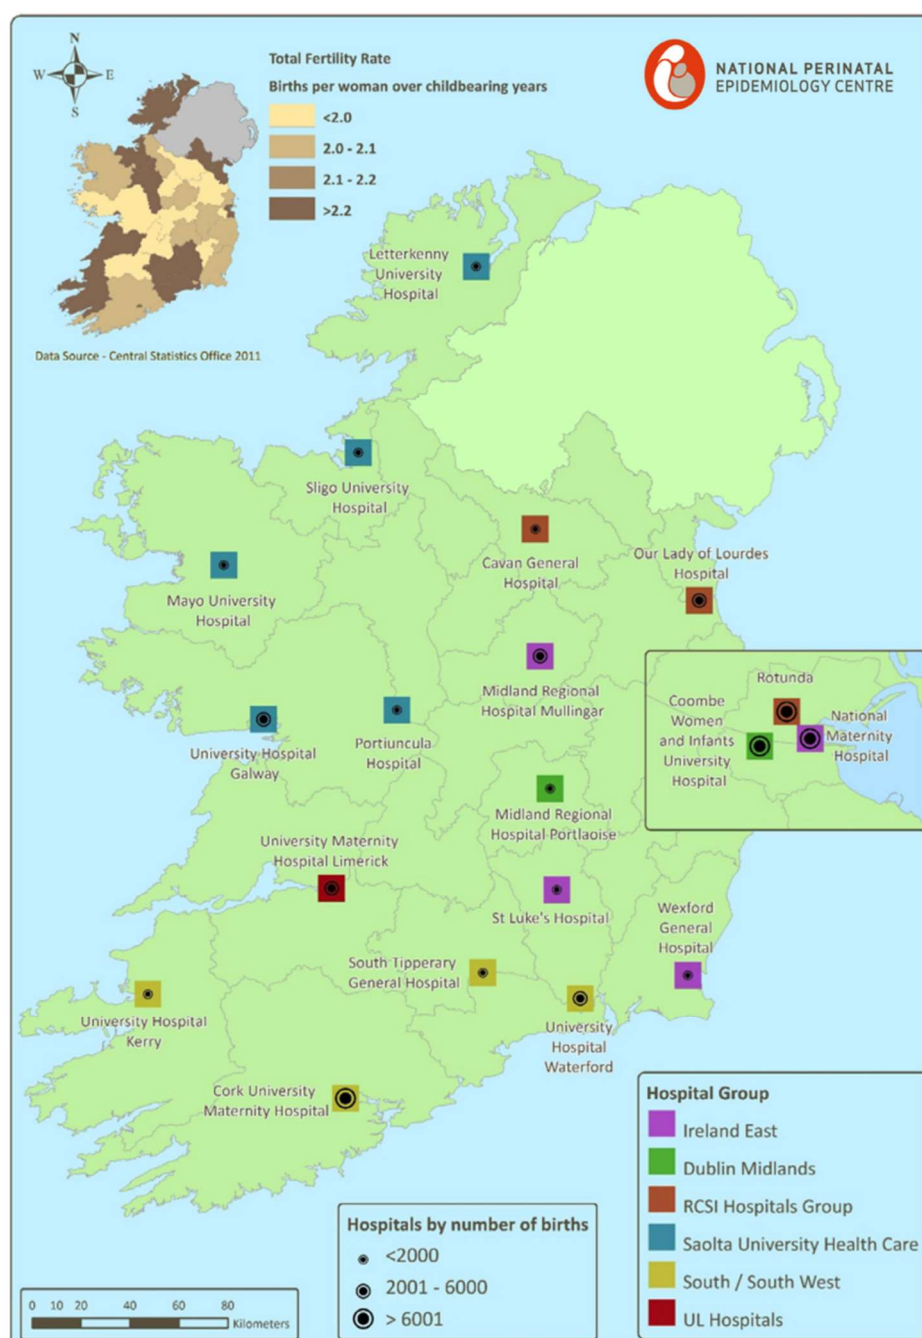 N
W
E
S
Total Fertility Rate
Births per woman over childbearing years
<2.0
2.0 - 2.1
2.1 - 2.2
>2.2
Data Source - Central Statistics Office 2011
NATIONAL PERINATAL
EPIDEMIOLOGY CENTRE
Letterkenny
University
Hospital
Sligo University
Hospital
Cavan General
Hospital
Our Lady of Lourdes
Hospital
Mayo University
Hospital
Midland Regional
Hospital Mullingar
University Hospital
Galway
Portiuncula
Hospital
Rotunda
Coombe
Women
and Infants
University
Hospital
National
Maternity
Hospital
Midland Regional
Hospital Portlaoise
University Maternity
Hospital Limerick
St Luke's Hospital
Wexford
General
Hospital
South Tipperary
General Hospital
University Hospital
Kerry
University
Hospital
Waterford
Cork University
Maternity Hospital
Hospital Group
Ireland East
Dublin Midlands
RCSI Hospitals Group
Saolta University Health Care
South / South West
UL Hospitals
Hospitals by number of births
<2000
2001 - 6000
> 6001
0 10 20 40 60 80
Kilometers